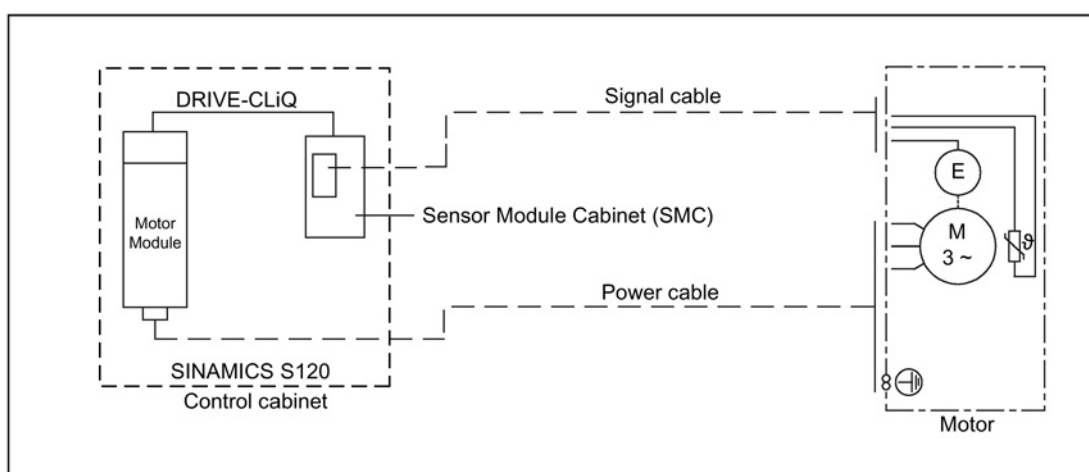 DRIVE-CLiQ
Signal cable
E
Motor
Module
Sensor Module Cabinet (SMC)
M
3 ~
ϑ
Power cable
SINAMICS S120
Control cabinet
Motor